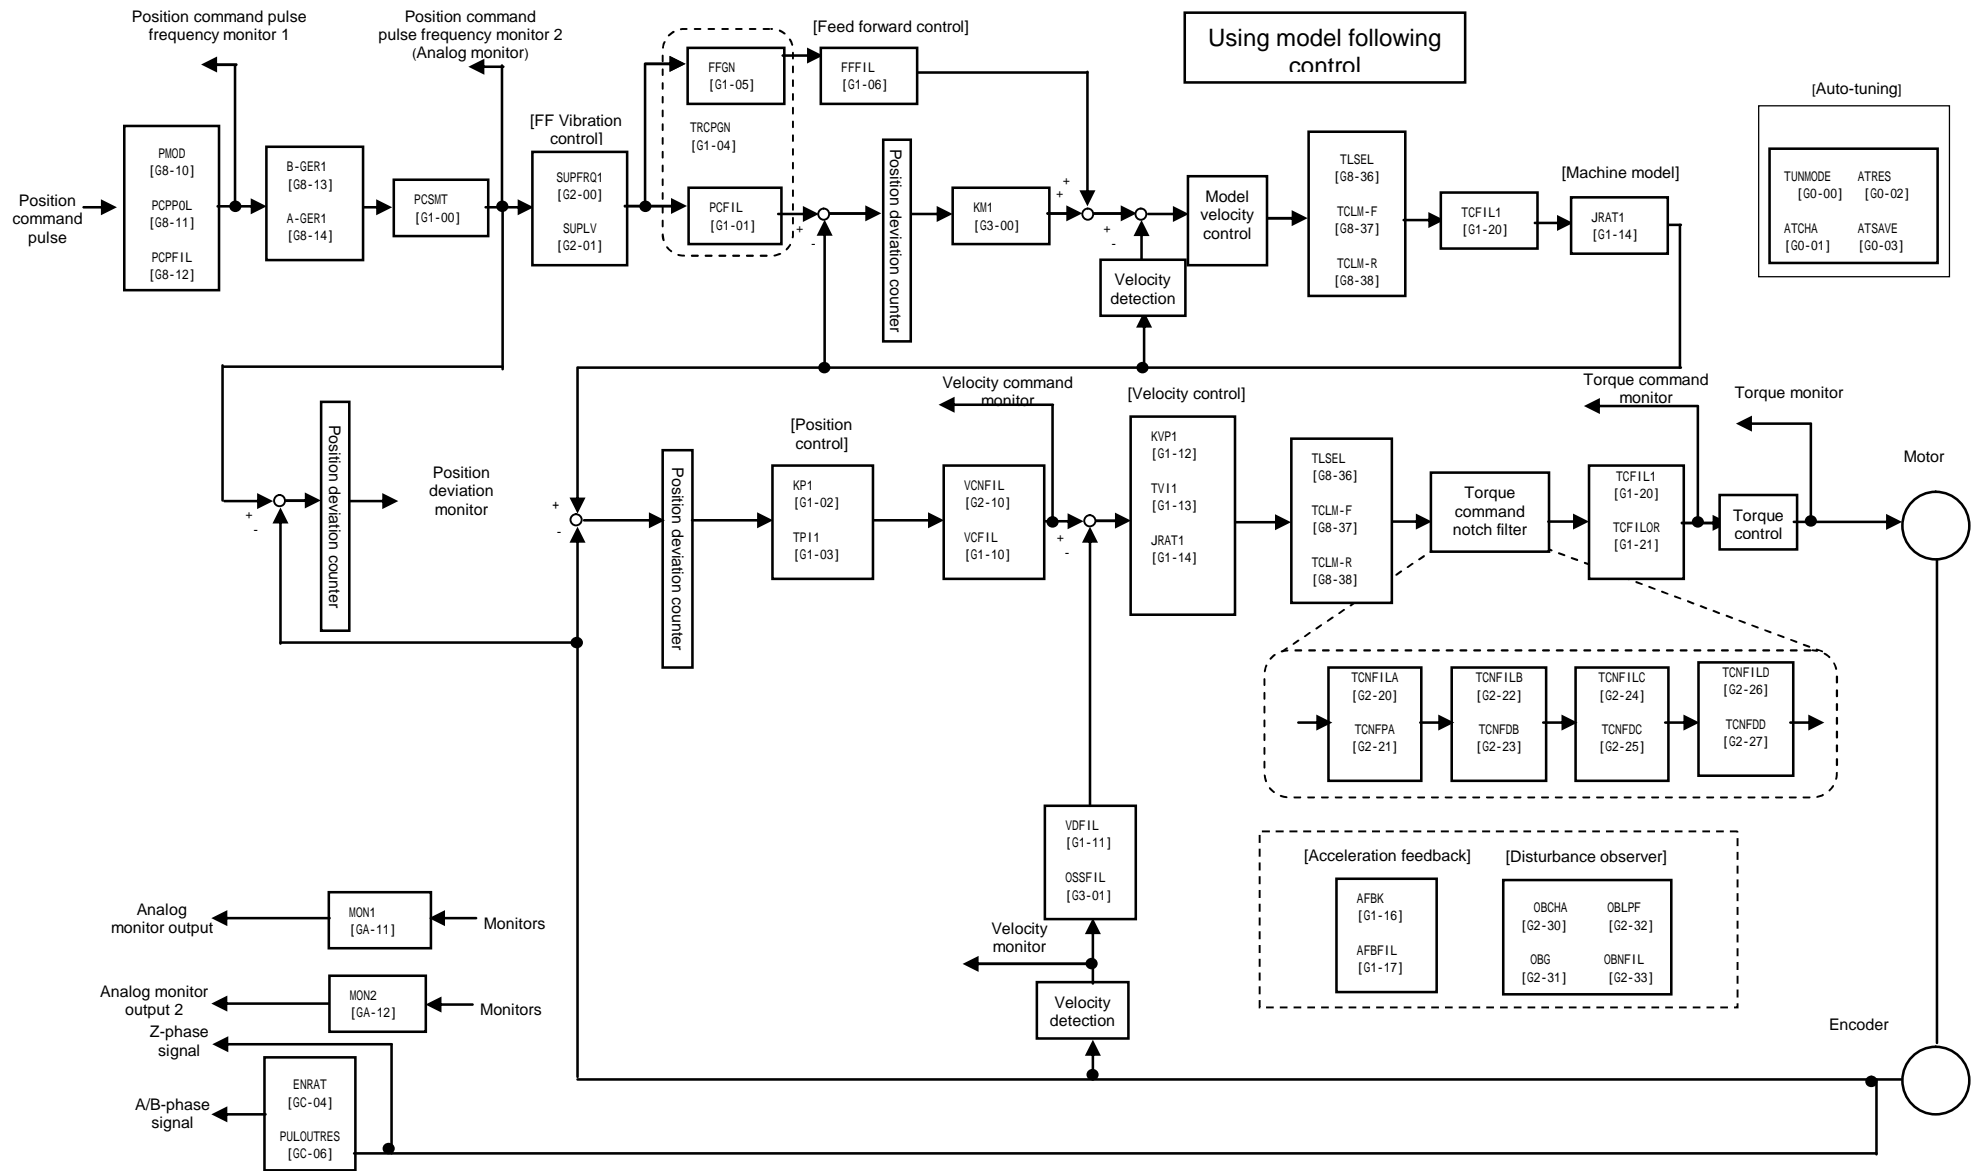 Position command pulse
frequency monitor 1
Position command
pulse frequency monitor 2
(Analog monitor)
[Feed forward control]
Using model following
control
[Auto-tuning]
FFGN
[G1-05]
FFFIL
[G1-06]
TRCPGN
[G1-04]
[FF Vibration
control]
Position
command
pulse
PMOD
[G8-10]
PCPPOL
[G8-11]
PCPFIL
[G8-12]
B-GER1
[G8-13]
A-GER1
[G8-14]
PCSMT
[G1-00]
SUPFRQ1
[G2-00]
SUPLV
[G2-01]
PCFIL
[G1-01]
+
-
Position deviation counter
KM1
[G3-00]
+
+
+
-
Model
velocity
control
Velocity
detection
TLSEL
[G8-36]
TCLM-F
[G8-37]
TCLM-R
[G8-38]
TCFIL1
[G1-20]
[Machine model]
JRAT1
[G1-14]
TUNMODE
[G0-00]
ATRES
[G0-02]
ATCHA
[G0-01]
ATSAVE
[G0-03]
+
-
Position deviation counter
Position
deviation
monitor
+
-
Position deviation counter
[Position
control]
KP1
[G1-02]
TPI1
[G1-03]
Velocity command
monitor
VCNFIL
[G2-10]
VCFIL
[G1-10]
+
-
[Velocity control]
KVP1
[G1-12]
TVI1
[G1-13]
JRAT1
[G1-14]
TLSEL
[G8-36]
TCLM-F
[G8-37]
TCLM-R
[G8-38]
Torque
command
notch filter
Torque command
monitor
TCFIL1
[G1-20]
TCFILOR
[G1-21]
Torque monitor
Torque
control
Motor
TCNFILA
[G2-20]
TCNFPA
[G2-21]
TCNFILB
[G2-22]
TCNFDB
[G2-23]
TCNFILC
[G2-24]
TCNFDC
[G2-25]
TCNFILD
[G2-26]
TCNFDD
[G2-27]
VDFIL
[G1-11]
OSSFIL
[G3-01]
Velocity
monitor
Velocity
detection
[Acceleration feedback]
AFBK
[G1-16]
AFBFIL
[G1-17]
[Disturbance observer]
OBCHA
[G2-30]
OBLPF
[G2-32]
OBG
[G2-31]
OBNFIL
[G2-33]
Encoder
Analog
monitor output
MON1
[GA-11]
Monitors
Analog monitor
output 2
MON2
[GA-12]
Monitors
Z-phase
signal
A/B-phase
signal
ENRAT
[GC-04]
PULOUTRES
[GC-06]